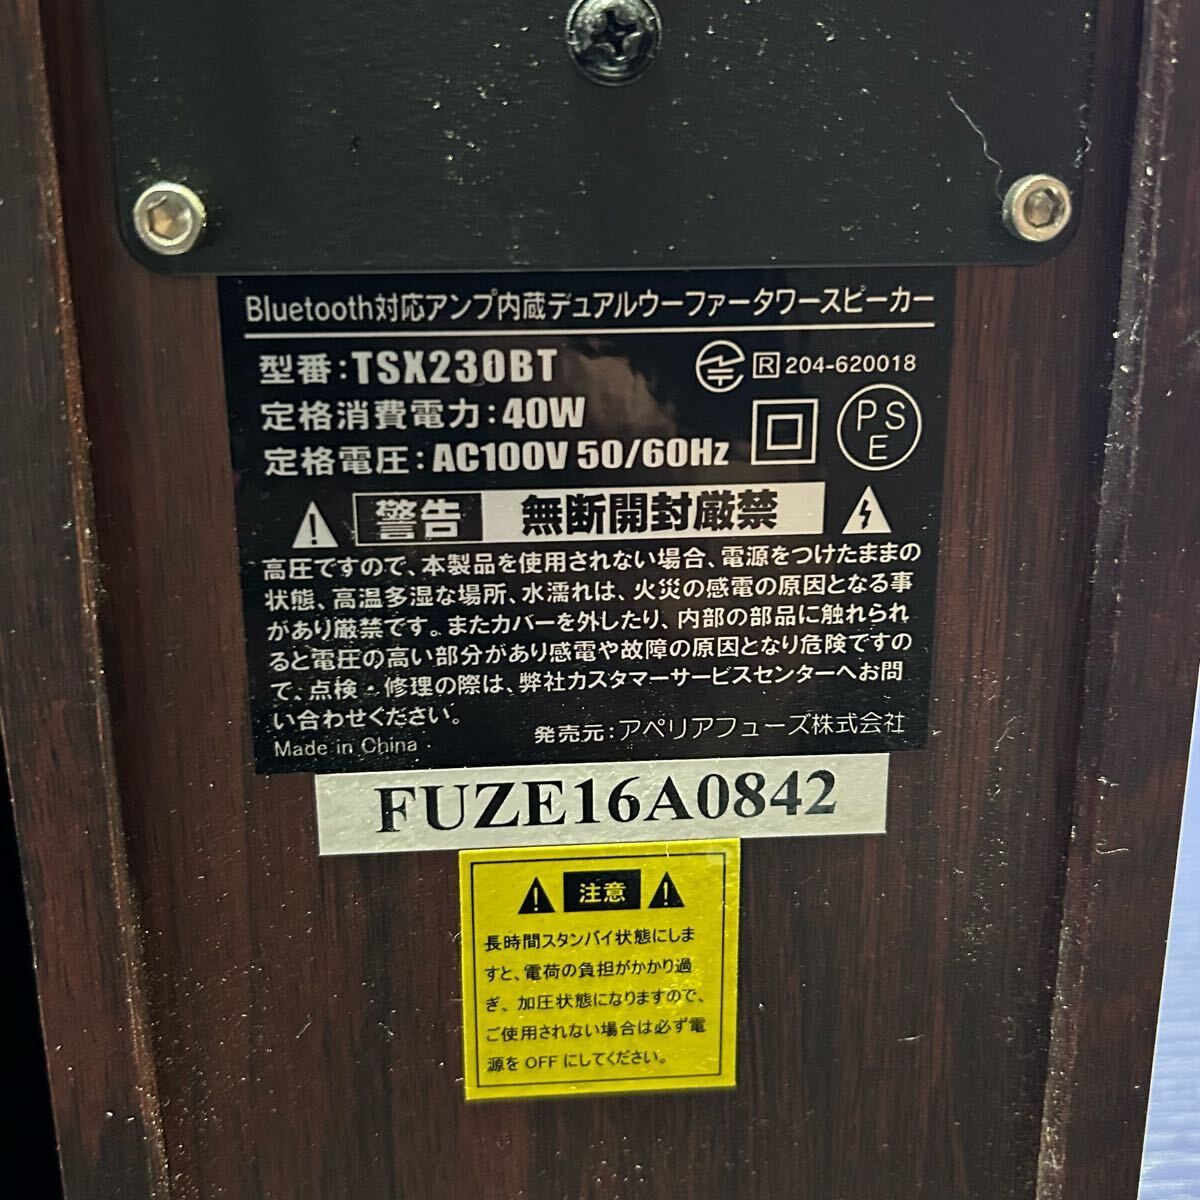 Bluetooth対応アンプ内蔵デュアルウーファータワースピーカー
型番:TSX230BT
R 204-620018
定格消費電力:40W
PSE
定格電圧:AC100V 50/60Hz
警告 無断開封厳禁
高圧ですので、本製品を使用されない場合、電源をつけたままの
状態、高温多湿な場所、水濡れは、火災の感電の原因となる事
があり厳禁です。またカバーを外したり、内部の部品に触れられ
ると電圧の高い部分があり感電や故障の原因となり危険ですの
で、点検・修理の際は、弊社カスタマーサービスセンターへお問
い合わせください。
発売元:アペリアフューズ株式会社
Made in China
FUZE16A0842
注意
長時間スタンバイ状態にしま
すと、電荷の負担がかかり過
ぎ、加圧状態になりますので、
ご使用されない場合は必ず電
源をOFFにしてください。